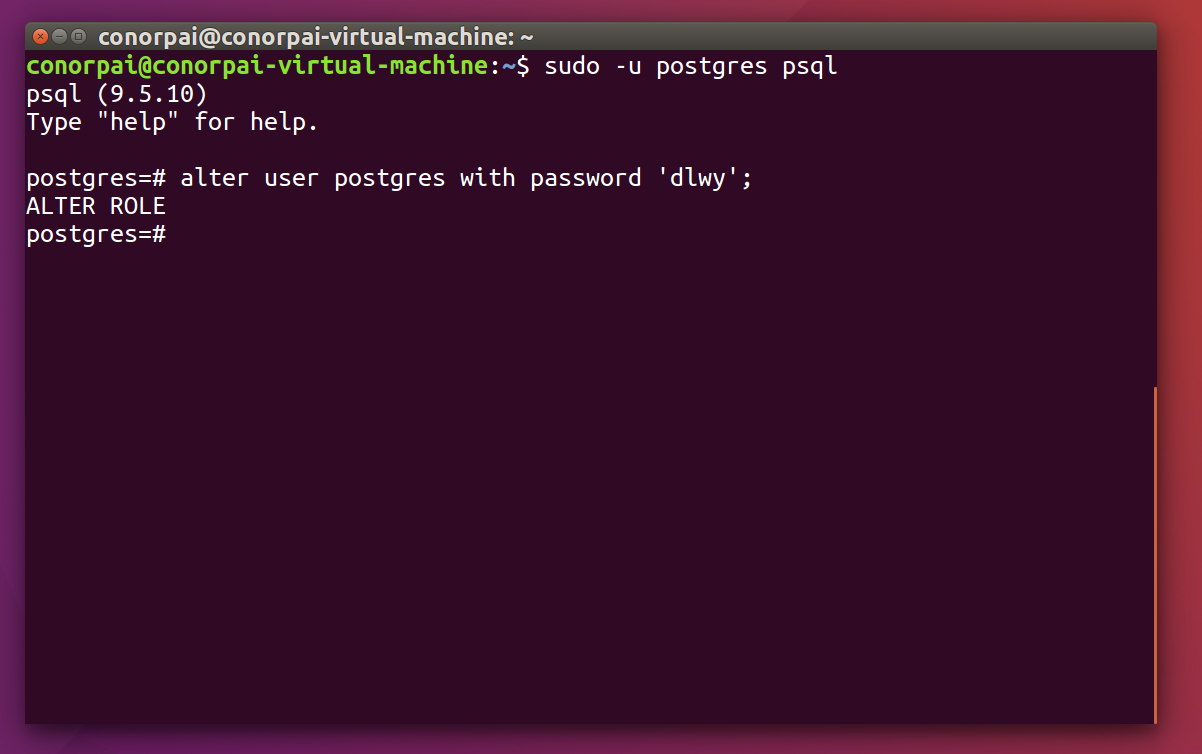 conorpai@conorpai-virtual-machine: ~
conorpai@conorpai-virtual-machine:~$ sudo -u postgres psql
psql (9.5.10)
Type "help" for help.
postgres=# alter user postgres with password 'dlwy';
ALTER ROLE
postgres=#